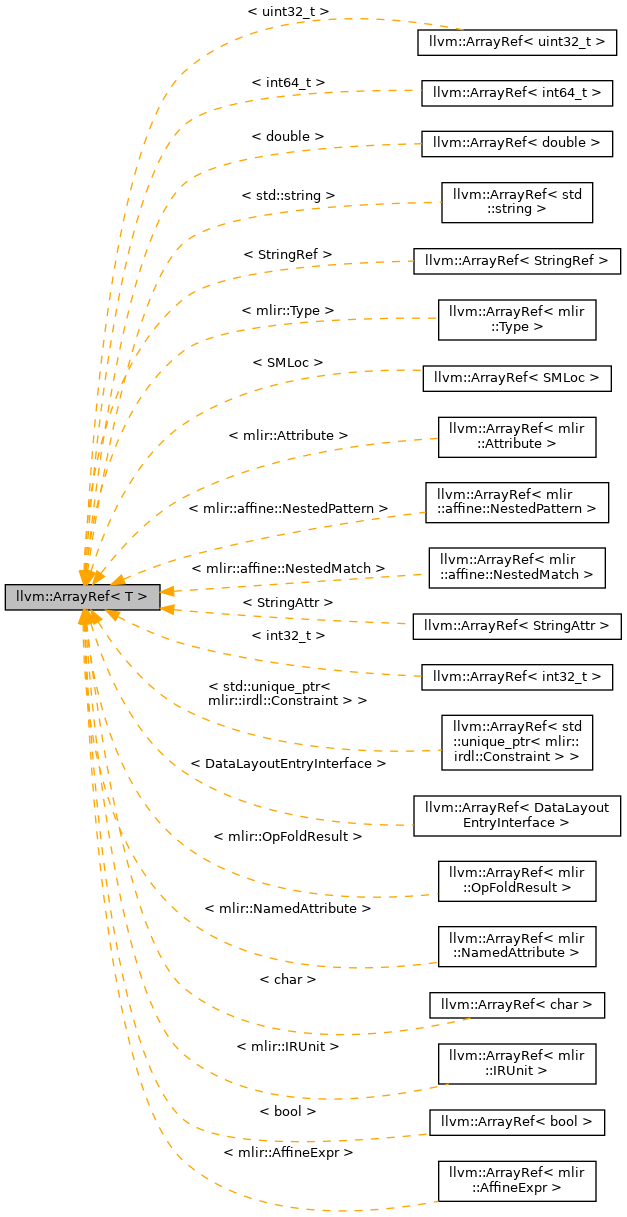 < uint32_t >
llvm::ArrayRef< uint32_t >
< int64_t >
llvm::ArrayRef< int64_t >
< double >
llvm::ArrayRef< double >
< std::string >
llvm::ArrayRef< std
::string >
< StringRef >
llvm::ArrayRef< StringRef >
< mlir::Type >
llvm::ArrayRef< mlir
::Type >
< SMLoc >
llvm::ArrayRef< SMLoc >
< mlir::Attribute >
llvm::ArrayRef< mlir
::Attribute >
< mlir::affine::NestedPattern >
llvm::ArrayRef< mlir
::affine::NestedPattern >
< mlir::affine::NestedMatch >
llvm::ArrayRef< mlir
::affine::NestedMatch >
llvm::ArrayRef< T >
< StringAttr >
llvm::ArrayRef< StringAttr >
< int32_t >
llvm::ArrayRef< int32_t >
< std::unique_ptr<
mlir::irdl::Constraint > >
llvm::ArrayRef< std
::unique_ptr< mlir::
irdl::Constraint > >
< DataLayoutEntryInterface >
llvm::ArrayRef< DataLayout
EntryInterface >
< mlir::OpFoldResult >
llvm::ArrayRef< mlir
::OpFoldResult >
< mlir::NamedAttribute >
llvm::ArrayRef< mlir
::NamedAttribute >
< char >
llvm::ArrayRef< char >
< mlir::IRUnit >
llvm::ArrayRef< mlir
::IRUnit >
< bool >
llvm::ArrayRef< bool >
< mlir::AffineExpr >
llvm::ArrayRef< mlir
::AffineExpr >